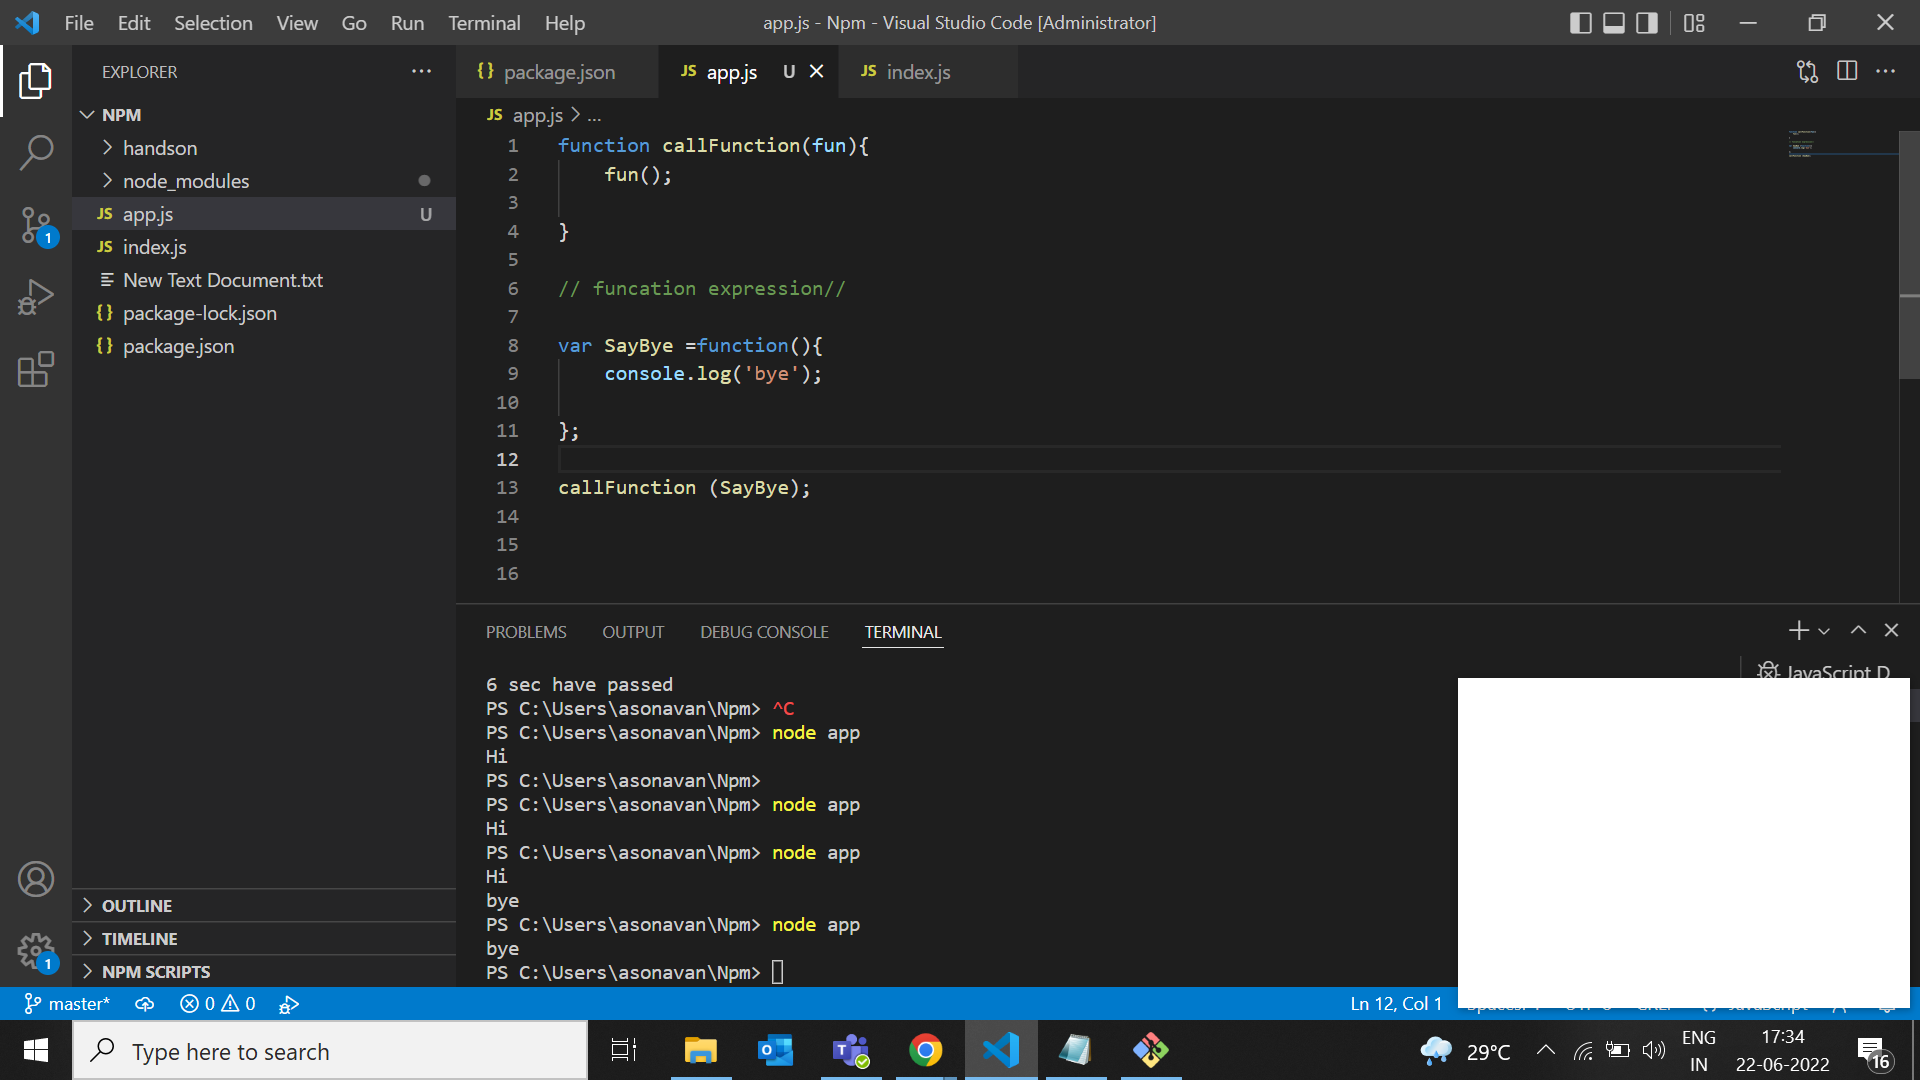 File Edit Selection View Go Run Terminal Help
app.js - Npm - Visual Studio Code [Administrator]
EXPLORER
NPM
handson
node_modules
JS app.js U
JS index.js
New Text Document.txt
{} package-lock.json
{} package.json
OUTLINE
TIMELINE
NPM SCRIPTS
{} package.json
JS app.js U
JS index.js
JS app.js > ...
1 function callFunction(fun){
2 fun();
3
4 }
5
6 // funcation expression//
7
8 var SayBye =function(){
9 console.log('bye');
10
11 };
12
13 callFunction (SayBye);
14
15
16
PROBLEMS OUTPUT DEBUG CONSOLE TERMINAL
JavaScript D
6 sec have passed
PS C:\Users\asonavan\Npm> ^C
PS C:\Users\asonavan\Npm> node app
Hi
PS C:\Users\asonavan\Npm>
PS C:\Users\asonavan\Npm> node app
Hi
PS C:\Users\asonavan\Npm> node app
Hi
bye
PS C:\Users\asonavan\Npm> node app
bye
PS C:\Users\asonavan\Npm>
1
1
master* 0 0 Ln 12, Col 1
Type here to search
29°C
ENG
IN
17:34
22-06-2022
16